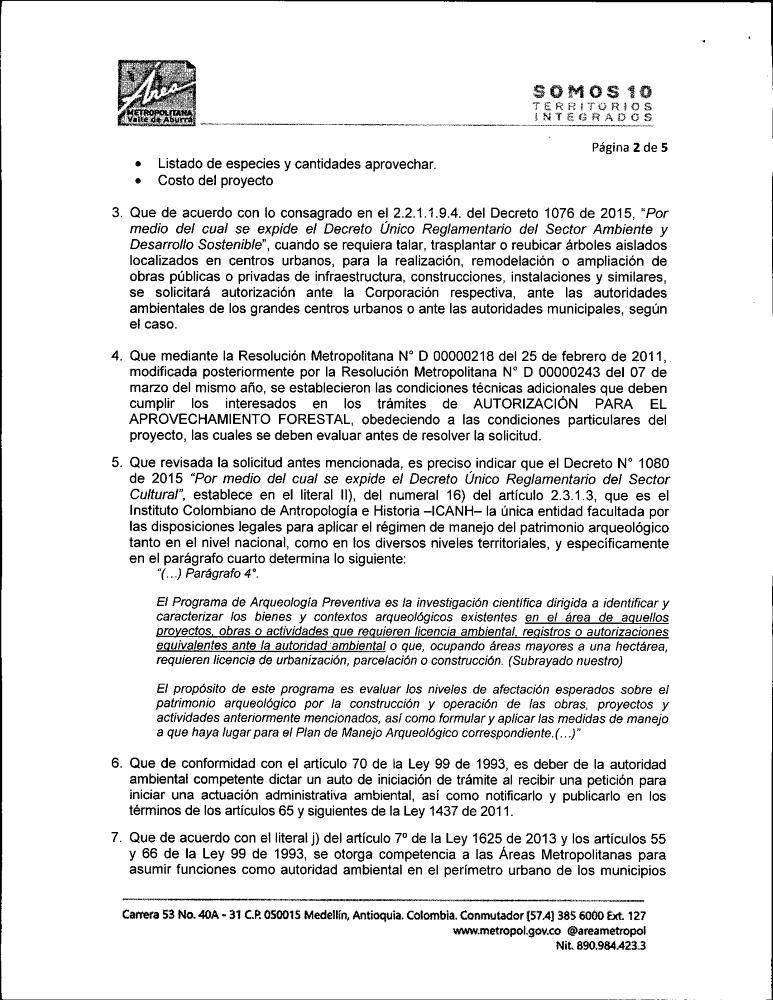 Área
METROPOLITANA
Valle de Aburrá
SOMOS 10
TERRITORIOS
INTEGRADOS
Página 2 de 5
• Listado de especies y cantidades aprovechar.
• Costo del proyecto
3. Que de acuerdo con lo consagrado en el 2.2.1.1.9.4. del Decreto 1076 de 2015, “Por
medio del cual se expide el Decreto Único Reglamentario del Sector Ambiente y
Desarrollo Sostenible”, cuando se requiera talar, trasplantar o reubicar árboles aislados
localizados en centros urbanos, para la realización, remodelación o ampliación de
obras públicas o privadas de infraestructura, construcciones, instalaciones y similares,
se solicitará autorización ante la Corporación respectiva, ante las autoridades
ambientales de los grandes centros urbanos o ante las autoridades municipales, según
el caso.
4. Que mediante la Resolución Metropolitana N° D 00000218 del 25 de febrero de 2011,
modificada posteriormente por la Resolución Metropolitana N° D 00000243 del 07 de
marzo del mismo año, se establecieron las condiciones técnicas adicionales que deben
cumplir los interesados en los trámites de AUTORIZACIÓN PARA EL
APROVECHAMIENTO FORESTAL, obedeciendo a las condiciones particulares del
proyecto, las cuales se deben evaluar antes de resolver la solicitud.
5. Que revisada la solicitud antes mencionada, es preciso indicar que el Decreto N° 1080
de 2015 “Por medio del cual se expide el Decreto Único Reglamentario del Sector
Cultural”, establece en el literal II), del numeral 16) del artículo 2.3.1.3, que es el
Instituto Colombiano de Antropología e Historia –ICANH– la única entidad facultada por
las disposiciones legales para aplicar el régimen de manejo del patrimonio arqueológico
tanto en el nivel nacional, como en los diversos niveles territoriales, y específicamente
en el parágrafo cuarto determina lo siguiente:
“(...) Parágrafo 4°.
El Programa de Arqueología Preventiva es la investigación científica dirigida a identificar y
caracterizar los bienes y contextos arqueológicos existentes en el área de aquellos
proyectos, obras o actividades que requieren licencia ambiental, registros o autorizaciones
equivalentes ante la autoridad ambiental o que, ocupando áreas mayores a una hectárea,
requieren licencia de urbanización, parcelación o construcción. (Subrayado nuestro)
El propósito de este programa es evaluar los niveles de afectación esperados sobre el
patrimonio arqueológico por la construcción y operación de las obras, proyectos y
actividades anteriormente mencionados, así como formular y aplicar las medidas de manejo
a que haya lugar para el Plan de Manejo Arqueológico correspondiente.(...)”
6. Que de conformidad con el artículo 70 de la Ley 99 de 1993, es deber de la autoridad
ambiental competente dictar un auto de iniciación de trámite al recibir una petición para
iniciar una actuación administrativa ambiental, así como notificarlo y publicarlo en los
términos de los artículos 65 y siguientes de la Ley 1437 de 2011.
7. Que de acuerdo con el literal j) del artículo 7º de la Ley 1625 de 2013 y los artículos 55
y 66 de la Ley 99 de 1993, se otorga competencia a las Áreas Metropolitanas para
asumir funciones como autoridad ambiental en el perímetro urbano de los municipios
Carrera 53 No. 40A - 31 C.P. 050015 Medellín, Antioquia. Colombia. Conmutador [57.4] 385 6000 Ext. 127
www.metropol.gov.co @areametropol
Nit. 890.984.423.3